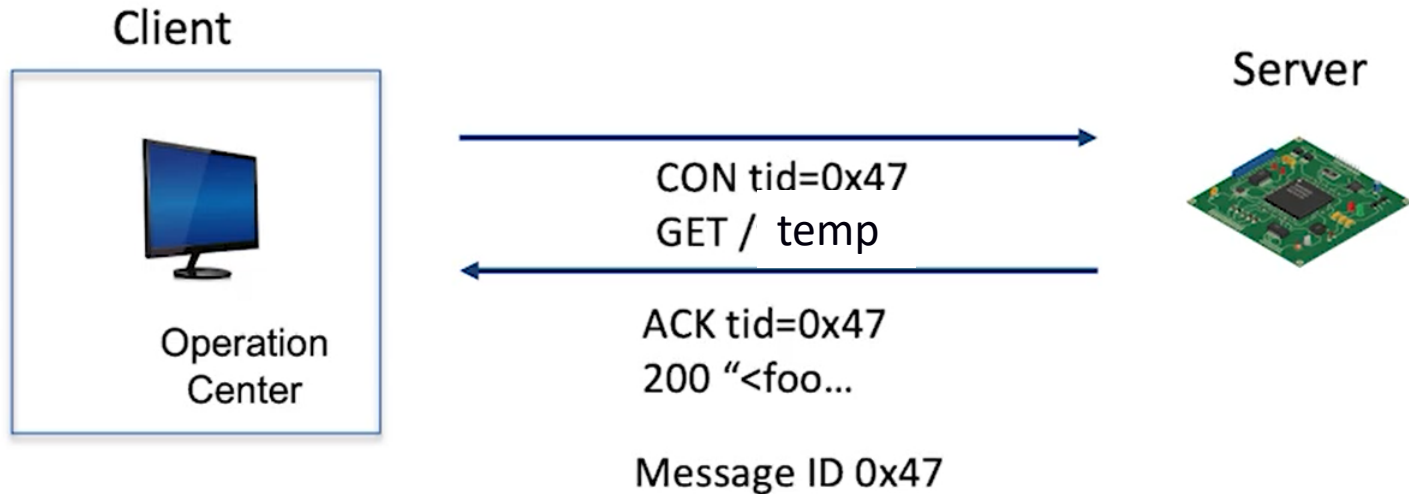 Client
Server
CON tid=0x47
GET / temp
Operation
Center
ACK tid=0x47
200 “<foo...
Message ID 0x47